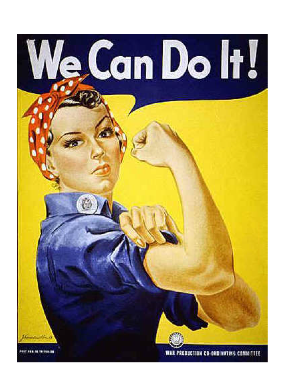 We Can Do It!
WAR PRODUCTION CO-ORDINATING COMMITTEE